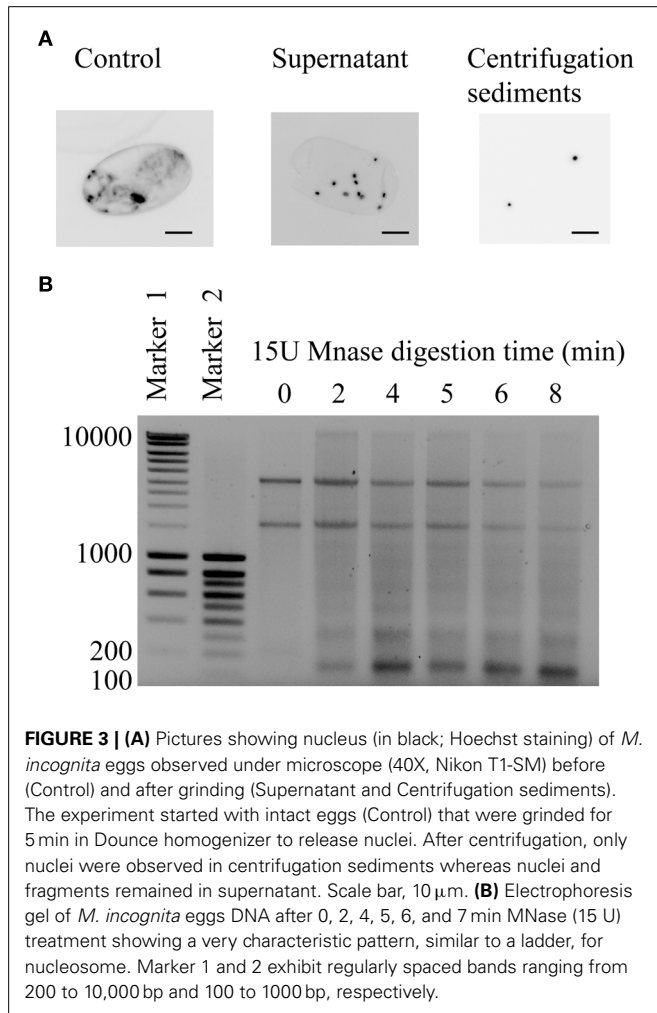 A
Control
Supernatant
Centrifugation
sediments
B
Marker 1
Marker 2
15U Mnase digestion time (min)
0 2 4 5 6 8
10000
1000
200
100
FIGURE 3 | (A) Pictures showing nucleus (in black; Hoechst staining) of M.
incognita eggs observed under microscope (40X, Nikon T1-SM) before
(Control) and after grinding (Supernatant and Centrifugation sediments).
The experiment started with intact eggs (Control) that were grinded for
5 min in Dounce homogenizer to release nuclei. After centrifugation, only
nuclei were observed in centrifugation sediments whereas nuclei and
fragments remained in supernatant. Scale bar, 10 μm. (B) Electrophoresis
gel of M. incognita eggs DNA after 0, 2, 4, 5, 6, and 7 min MNase (15 U)
treatment showing a very characteristic pattern, similar to a ladder, for
nucleosome. Marker 1 and 2 exhibit regularly spaced bands ranging from
200 to 10,000 bp and 100 to 1000 bp, respectively.